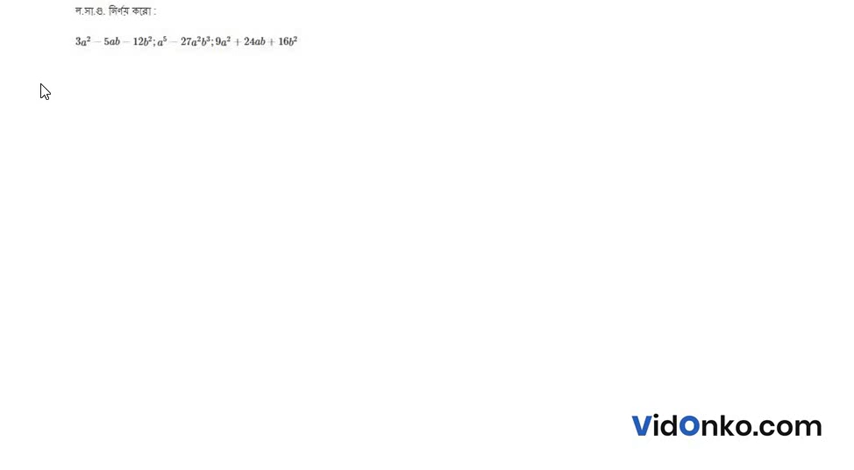 ল.সা.গু. নির্ণয় করো :
3a² − 5ab − 12b²; a⁵ − 27a²b³; 9a² + 24ab + 16b²
VidOnko.com